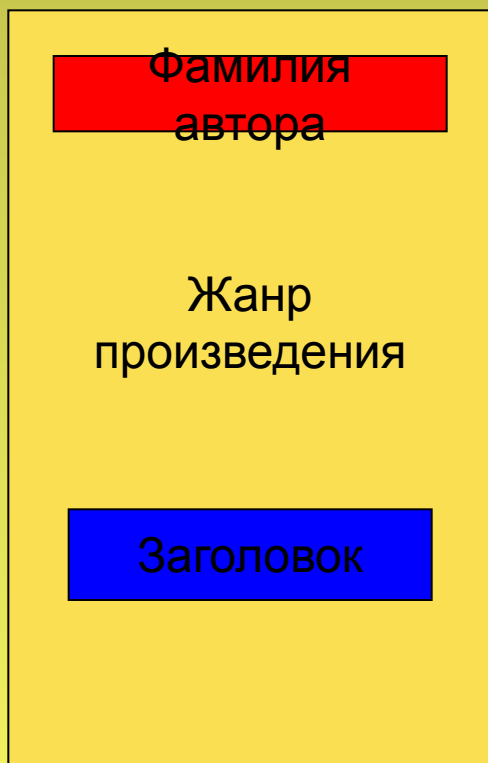 Фамилия
автора
Жанр
произведения
Заголовок